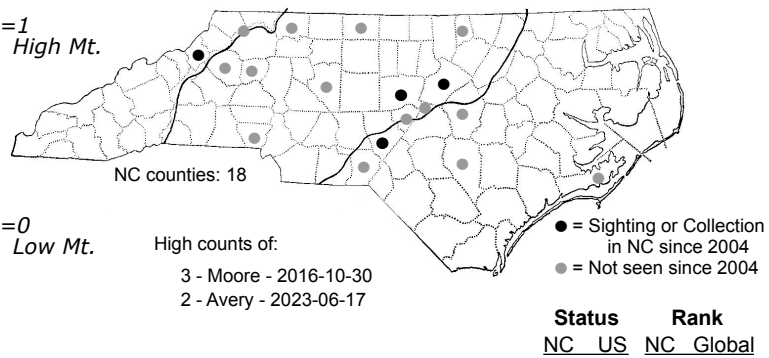 =1
High Mt.
NC counties: 18
=0
Low Mt.
High counts of:
3 - Moore - 2016-10-30
2 - Avery - 2023-06-17
= Sighting or Collection
in NC since 2004
= Not seen since 2004
Status Rank
NC US NC Global